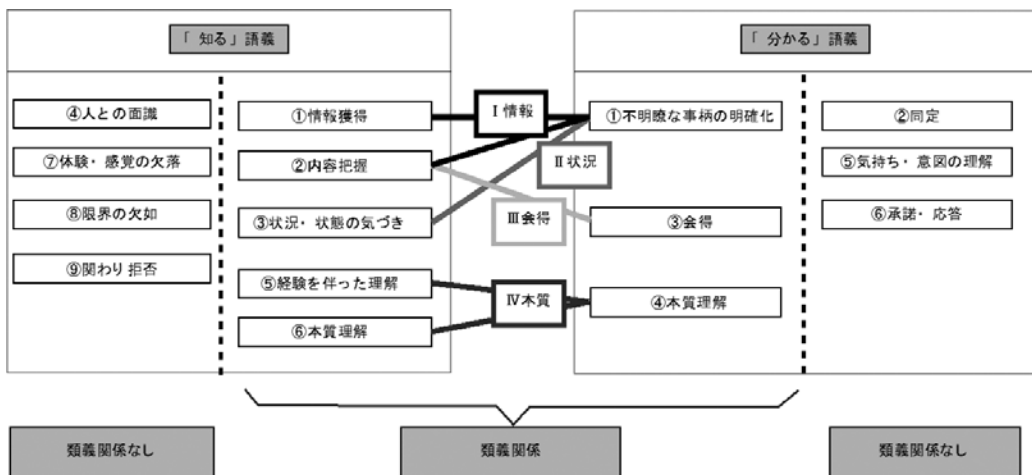 「 知る」語義
「 分かる」語義
④人との面識
①情報獲得
Ⅰ情報
①不明瞭な事柄の明確化
②同定
⑦体験・感覚の欠落
②内容把握
Ⅱ状況
⑤気持ち・意図の理解
⑧限界の欠如
③状況・状態の気づき
Ⅲ会得
③会得
⑥承諾・応答
⑨関わり拒否
⑤経験を伴った理解
Ⅳ本質
④本質理解
⑥本質理解
類義関係なし
類義関係
類義関係なし